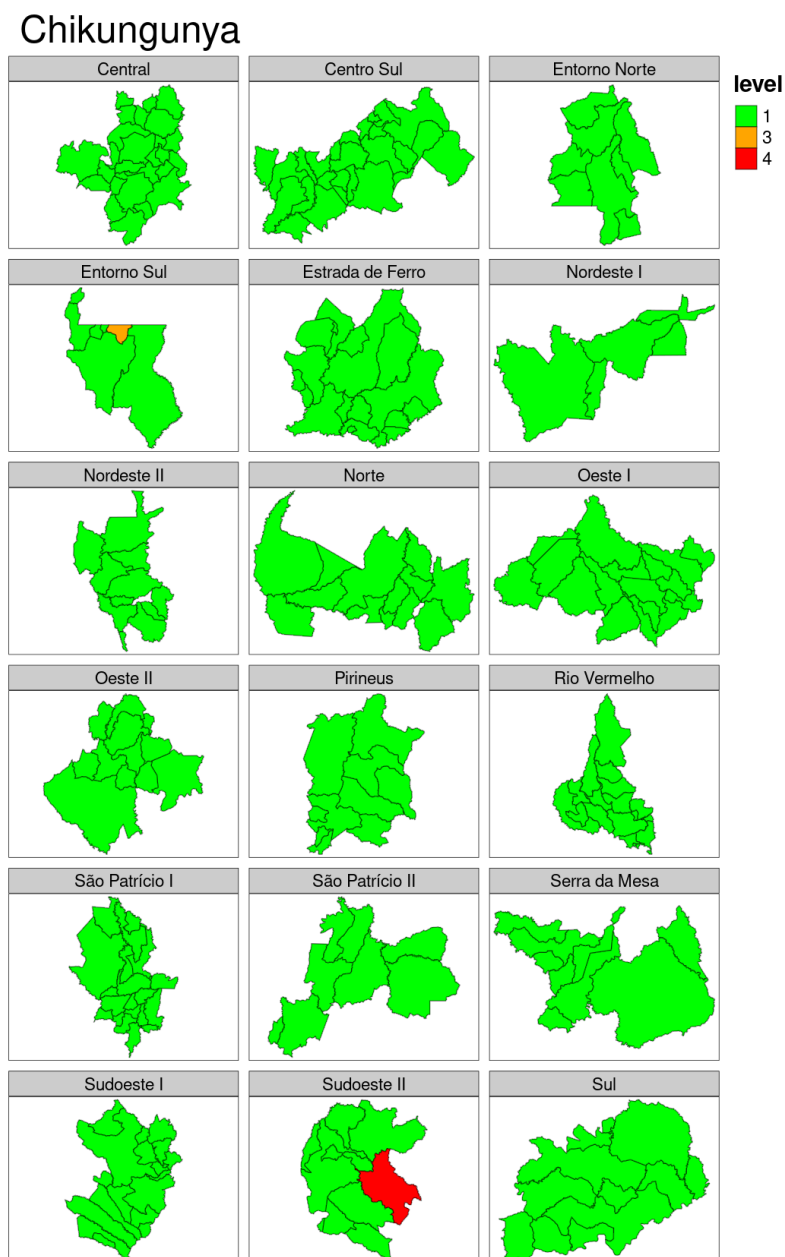 Chikungunya
Central
Centro Sul
Entorno Norte
level
1
3
4
Entorno Sul
Estrada de Ferro
Nordeste I
Nordeste II
Norte
Oeste I
Oeste II
Pirineus
Rio Vermelho
São Patrício I
São Patrício II
Serra da Mesa
Sudoeste I
Sudoeste II
Sul